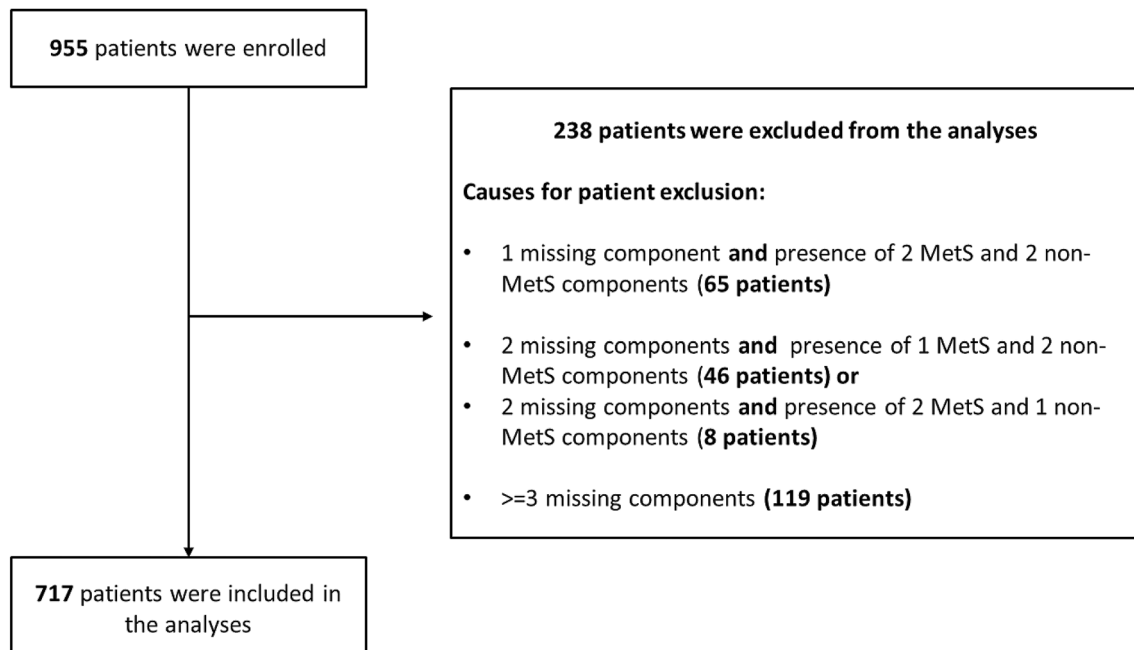 955 patients were enrolled
238 patients were excluded from the analyses
Causes for patient exclusion:
• 1 missing component and presence of 2 MetS and 2 non-
MetS components (65 patients)
• 2 missing components and presence of 1 MetS and 2 non-
MetS components (46 patients) or
• 2 missing components and presence of 2 MetS and 1 non-
MetS components (8 patients)
• >=3 missing components (119 patients)
717 patients were included in
the analyses